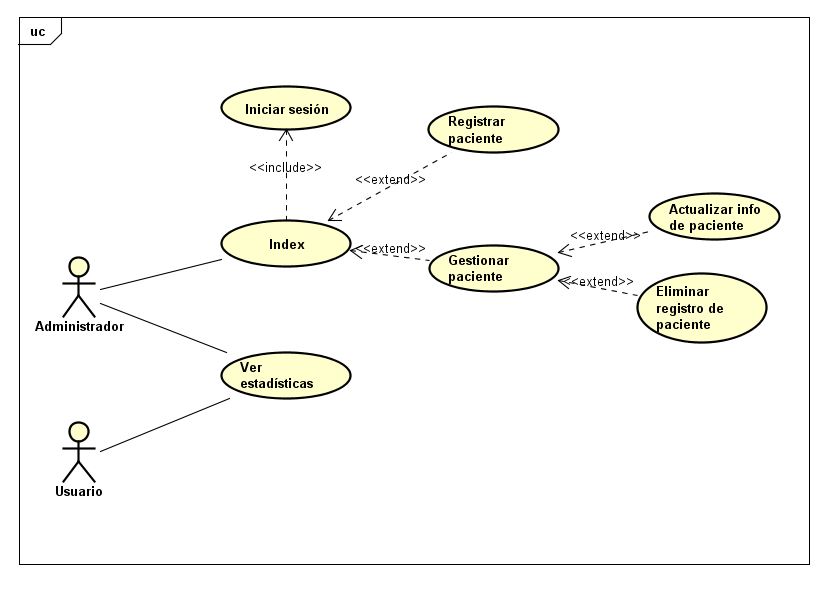 uc
Iniciar sesión
Registrar
paciente
<<include>>
<<extend>>
Actualizar info
de paciente
<<extend>>
Index
<<extend>>
Gestionar
paciente
<<extend>>
Eliminar
registro de
paciente
Administrador
Ver
estadísticas
Usuario